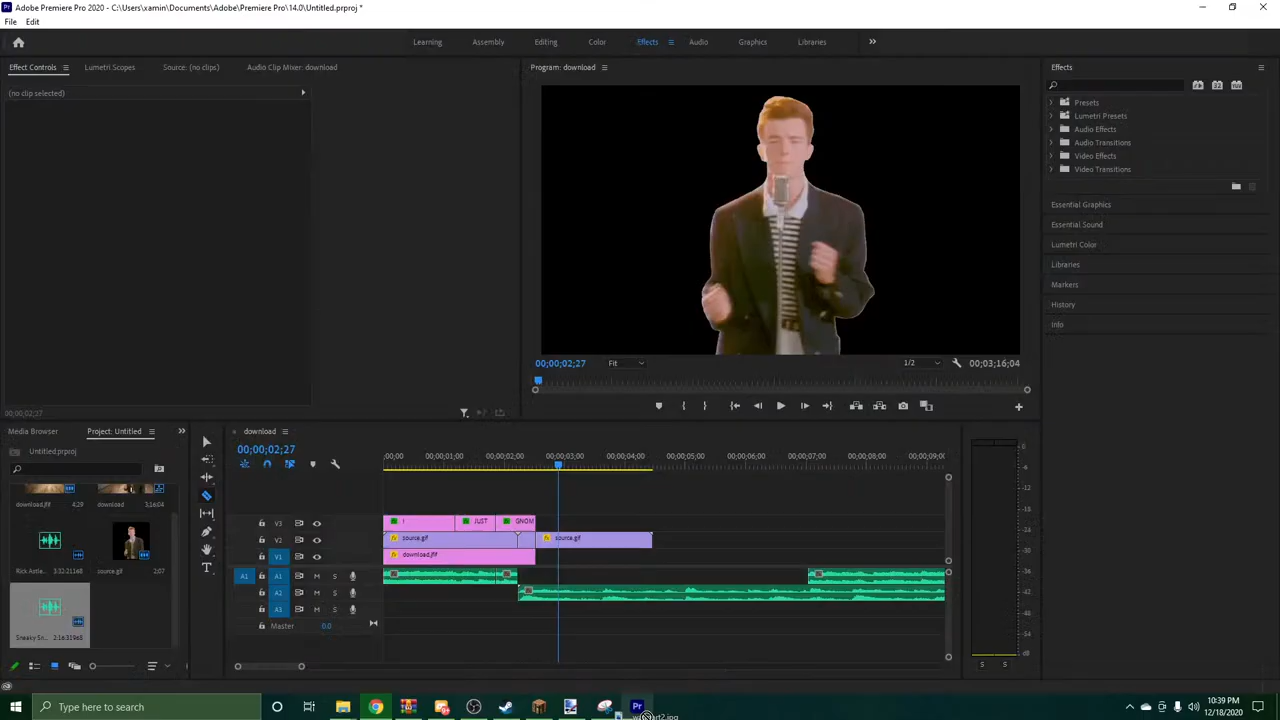 Adobe Premiere Pro 2020 - C:\Users\xamin\Documents\Adobe\Premiere Pro\14.0\Untitled.prproj *
File Edit
Learning Assembly Editing Color Effects Audio Graphics Libraries
Effect Controls Lumetri Scopes Source: (no clips) Audio Clip Mixer: download
(no clip selected)
00;00;02;27
Program: download
00;00;02;27 Fit 1/2 00;03;16;04
Effects
Presets
Lumetri Presets
Audio Effects
Audio Transitions
Video Effects
Video Transitions
Essential Graphics
Essential Sound
Lumetri Color
Libraries
Markers
History
Info
Media Browser Project: Untitled
Untitled.prproj
download.jfif 4;29 download 3;16;04
Rick Astle... 3:32:21168 source.gif 2;07
Sneaky Sn...
download
00;00;02;27
;00;00 00;00;01;00 00;00;02;00 00;00;03;00 00;00;04;00 00;00;05;00 00;00;06;00 00;00;07;00 00;00;08;00 00;00;09;00
V3 I JUST GNOM
V2 source.gif source.gif
V1 download.jfif
A1 A1 M S
A2 M S
A3 M S
Master 0.0
0
-6
-12
-18
-24
-30
-36
-42
-48
-54
dB
S S
Type here to search
10:39 PM
12/18/2020